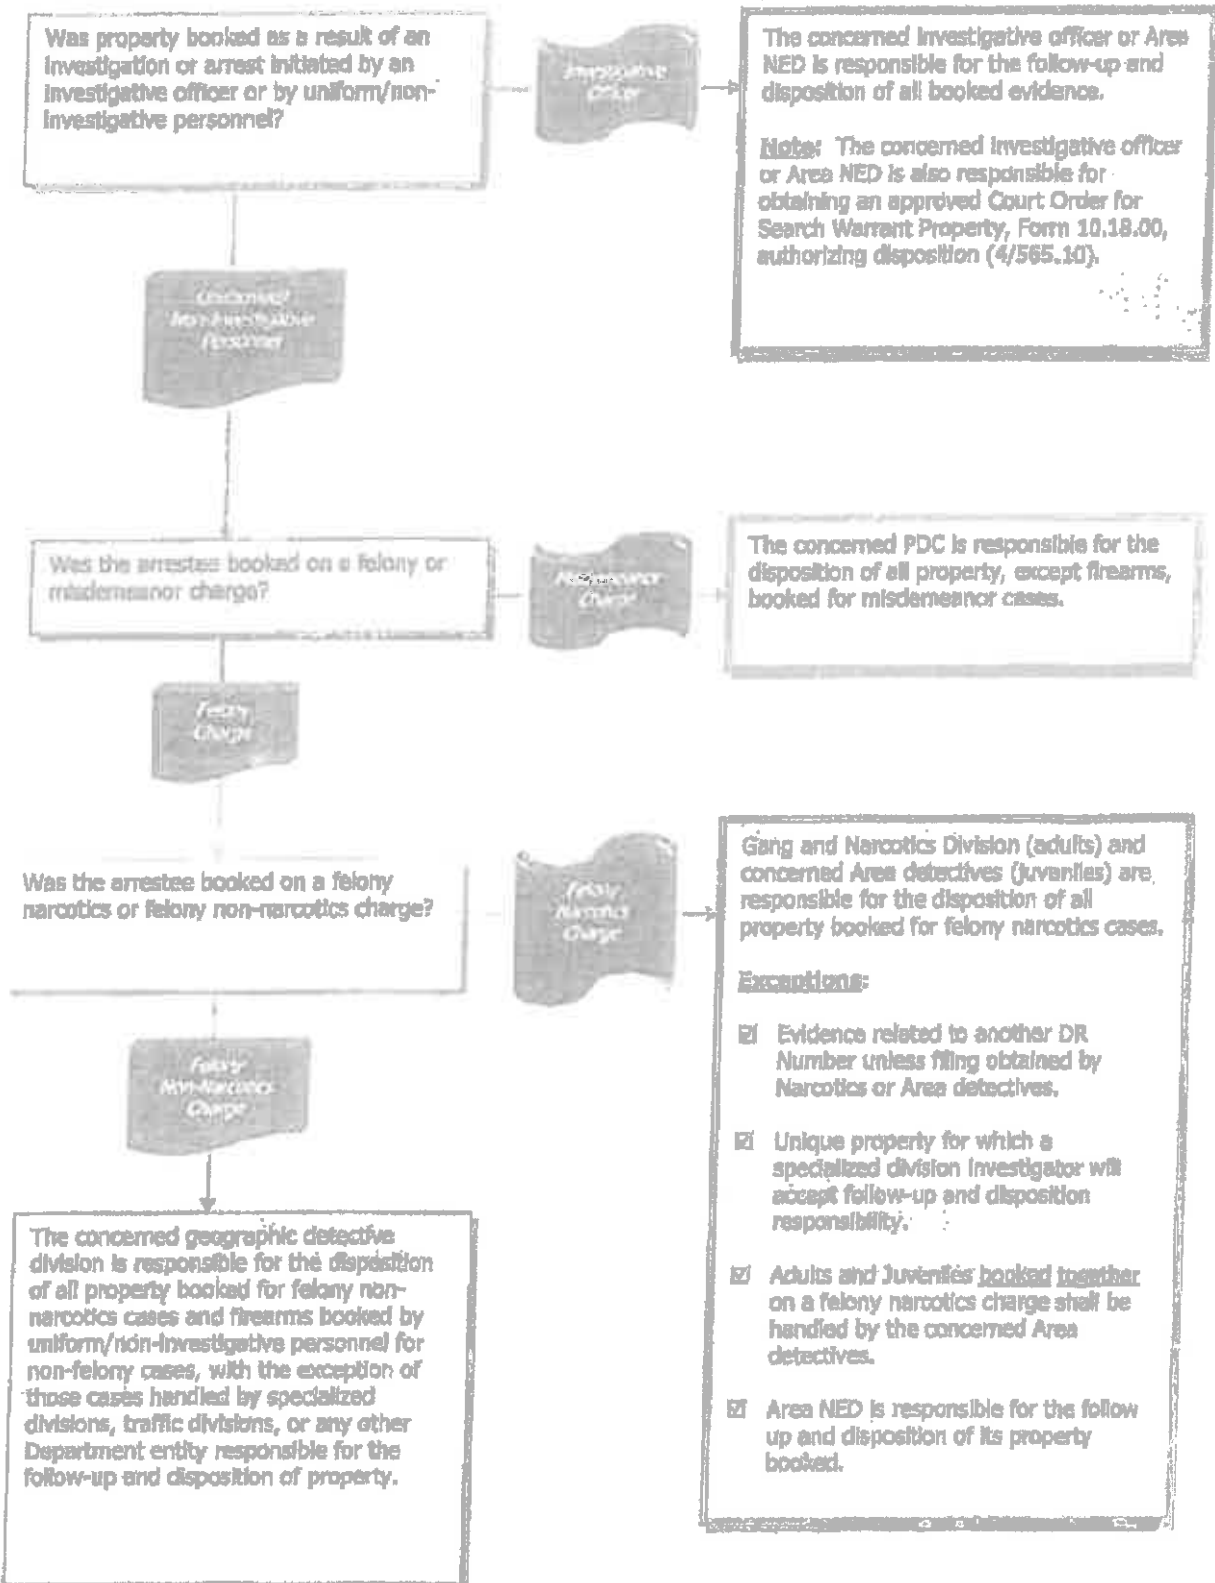 Was property booked as a result of an
investigation or arrest initiated by an
investigative officer or by uniform/non-
investigative personnel?
Investigative
Officer
The concerned investigative officer or Area
NED is responsible for the follow-up and
disposition of all booked evidence.
Note: The concerned investigative officer
or Area NED is also responsible for
obtaining an approved Court Order for
Search Warrant Property, Form 10.18.00,
authorizing disposition (4/565.10).
Uniformed/
Non-Investigative
Personnel
Was the arrestee booked on a felony or
misdemeanor charge?
Misdemeanor
Charge
The concerned PDC is responsible for the
disposition of all property, except firearms,
booked for misdemeanor cases.
Felony
Charge
Was the arrestee booked on a felony
narcotics or felony non-narcotics charge?
Felony
Narcotics
Charge
Gang and Narcotics Division (adults) and
concerned Area detectives (juveniles) are
responsible for the disposition of all
property booked for felony narcotics cases.
Exceptions:
☑ Evidence related to another DR
Number unless filing obtained by
Narcotics or Area detectives.
☑ Unique property for which a
specialized division investigator will
accept follow-up and disposition
responsibility.
☑ Adults and Juveniles booked together
on a felony narcotics charge shall be
handled by the concerned Area
detectives.
☑ Area NED is responsible for the follow
up and disposition of its property
booked.
Felony
Non-Narcotics
Charge
The concerned geographic detective
division is responsible for the disposition
of all property booked for felony non-
narcotics cases and firearms booked by
uniform/non-investigative personnel for
non-felony cases, with the exception of
those cases handled by specialized
divisions, traffic divisions, or any other
Department entity responsible for the
follow-up and disposition of property.